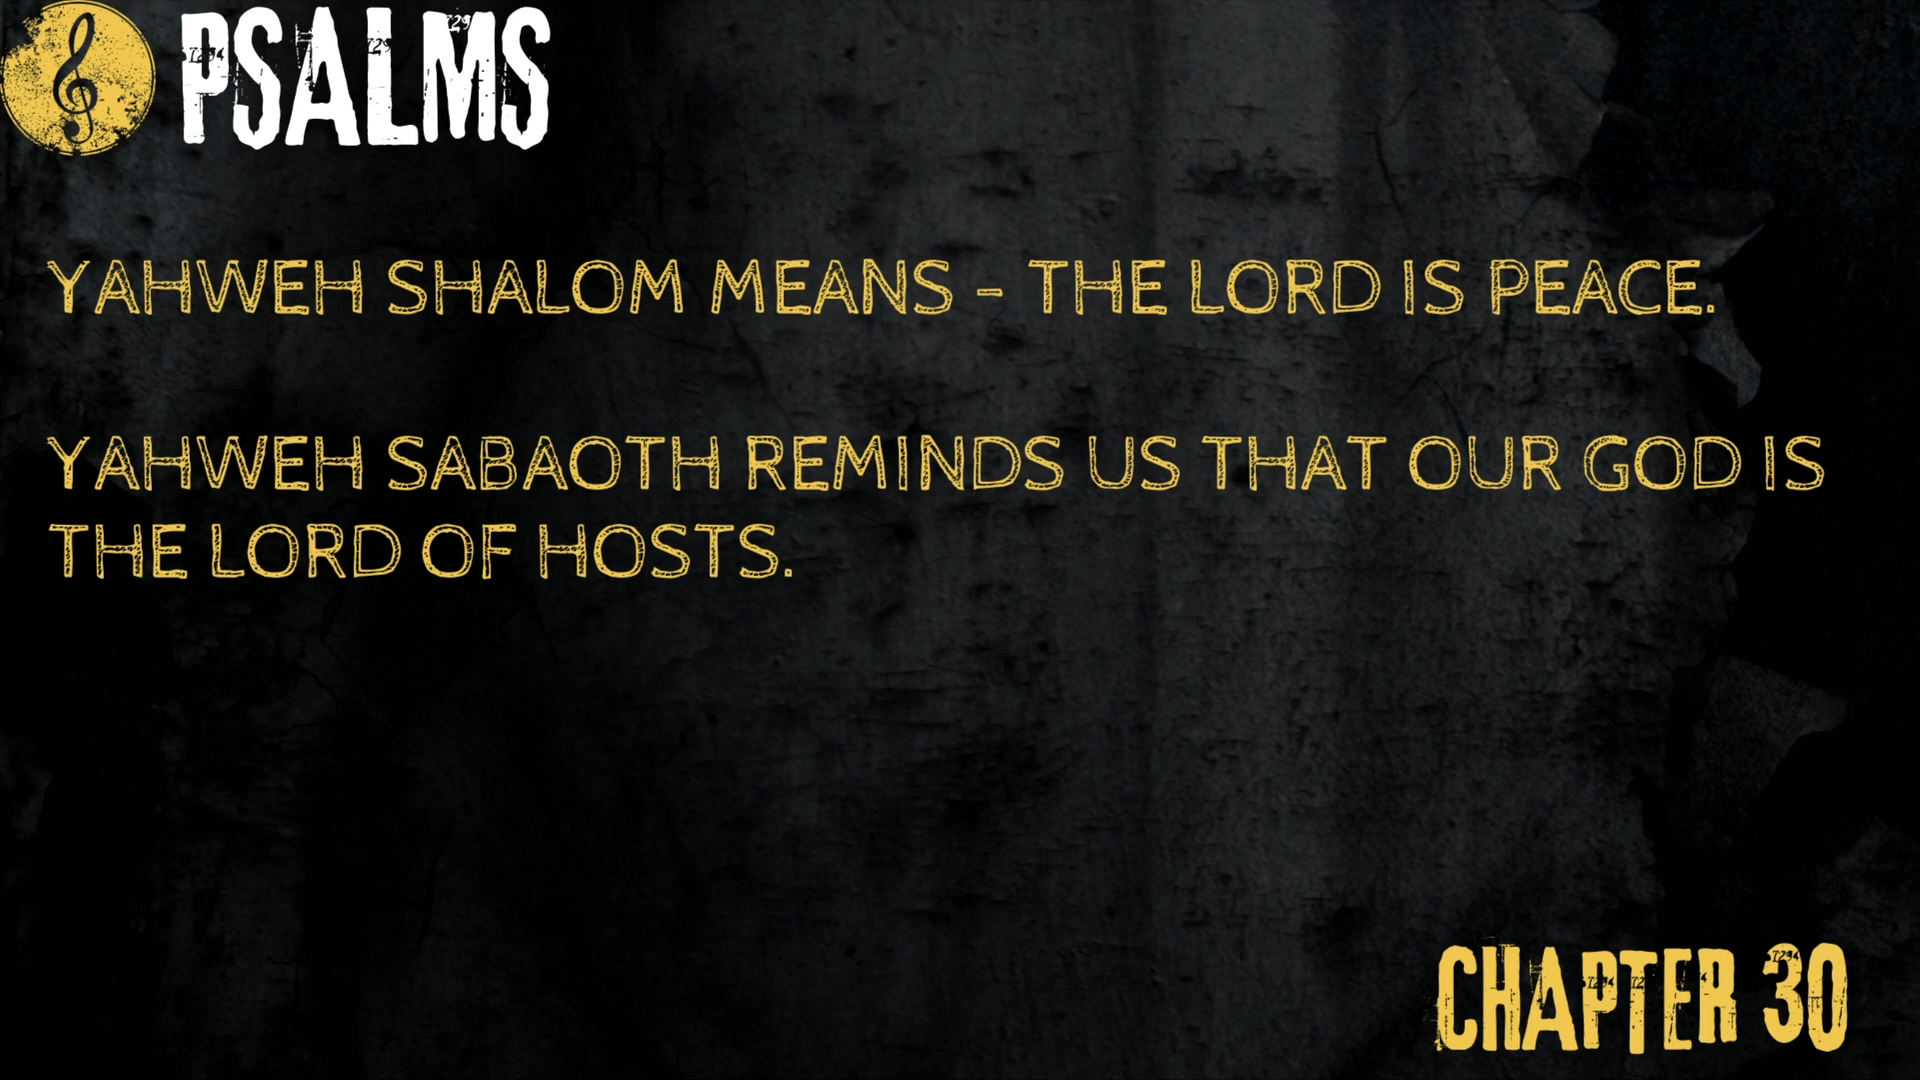 PSALMS
YAHWEH SHALOM MEANS - THE LORD IS PEACE.
YAHWEH SABAOTH REMINDS US THAT OUR GOD IS
THE LORD OF HOSTS.
CHAPTER 30